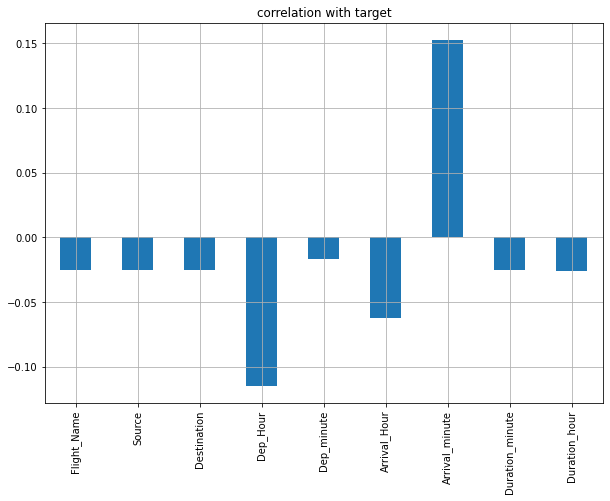 correlation with target
0.15
0.10
0.05
0.00
−0.05
−0.10
Flight_Name
Source
Destination
Dep_Hour
Dep_minute
Arrival_Hour
Arrival_minute
Duration_minute
Duration_hour